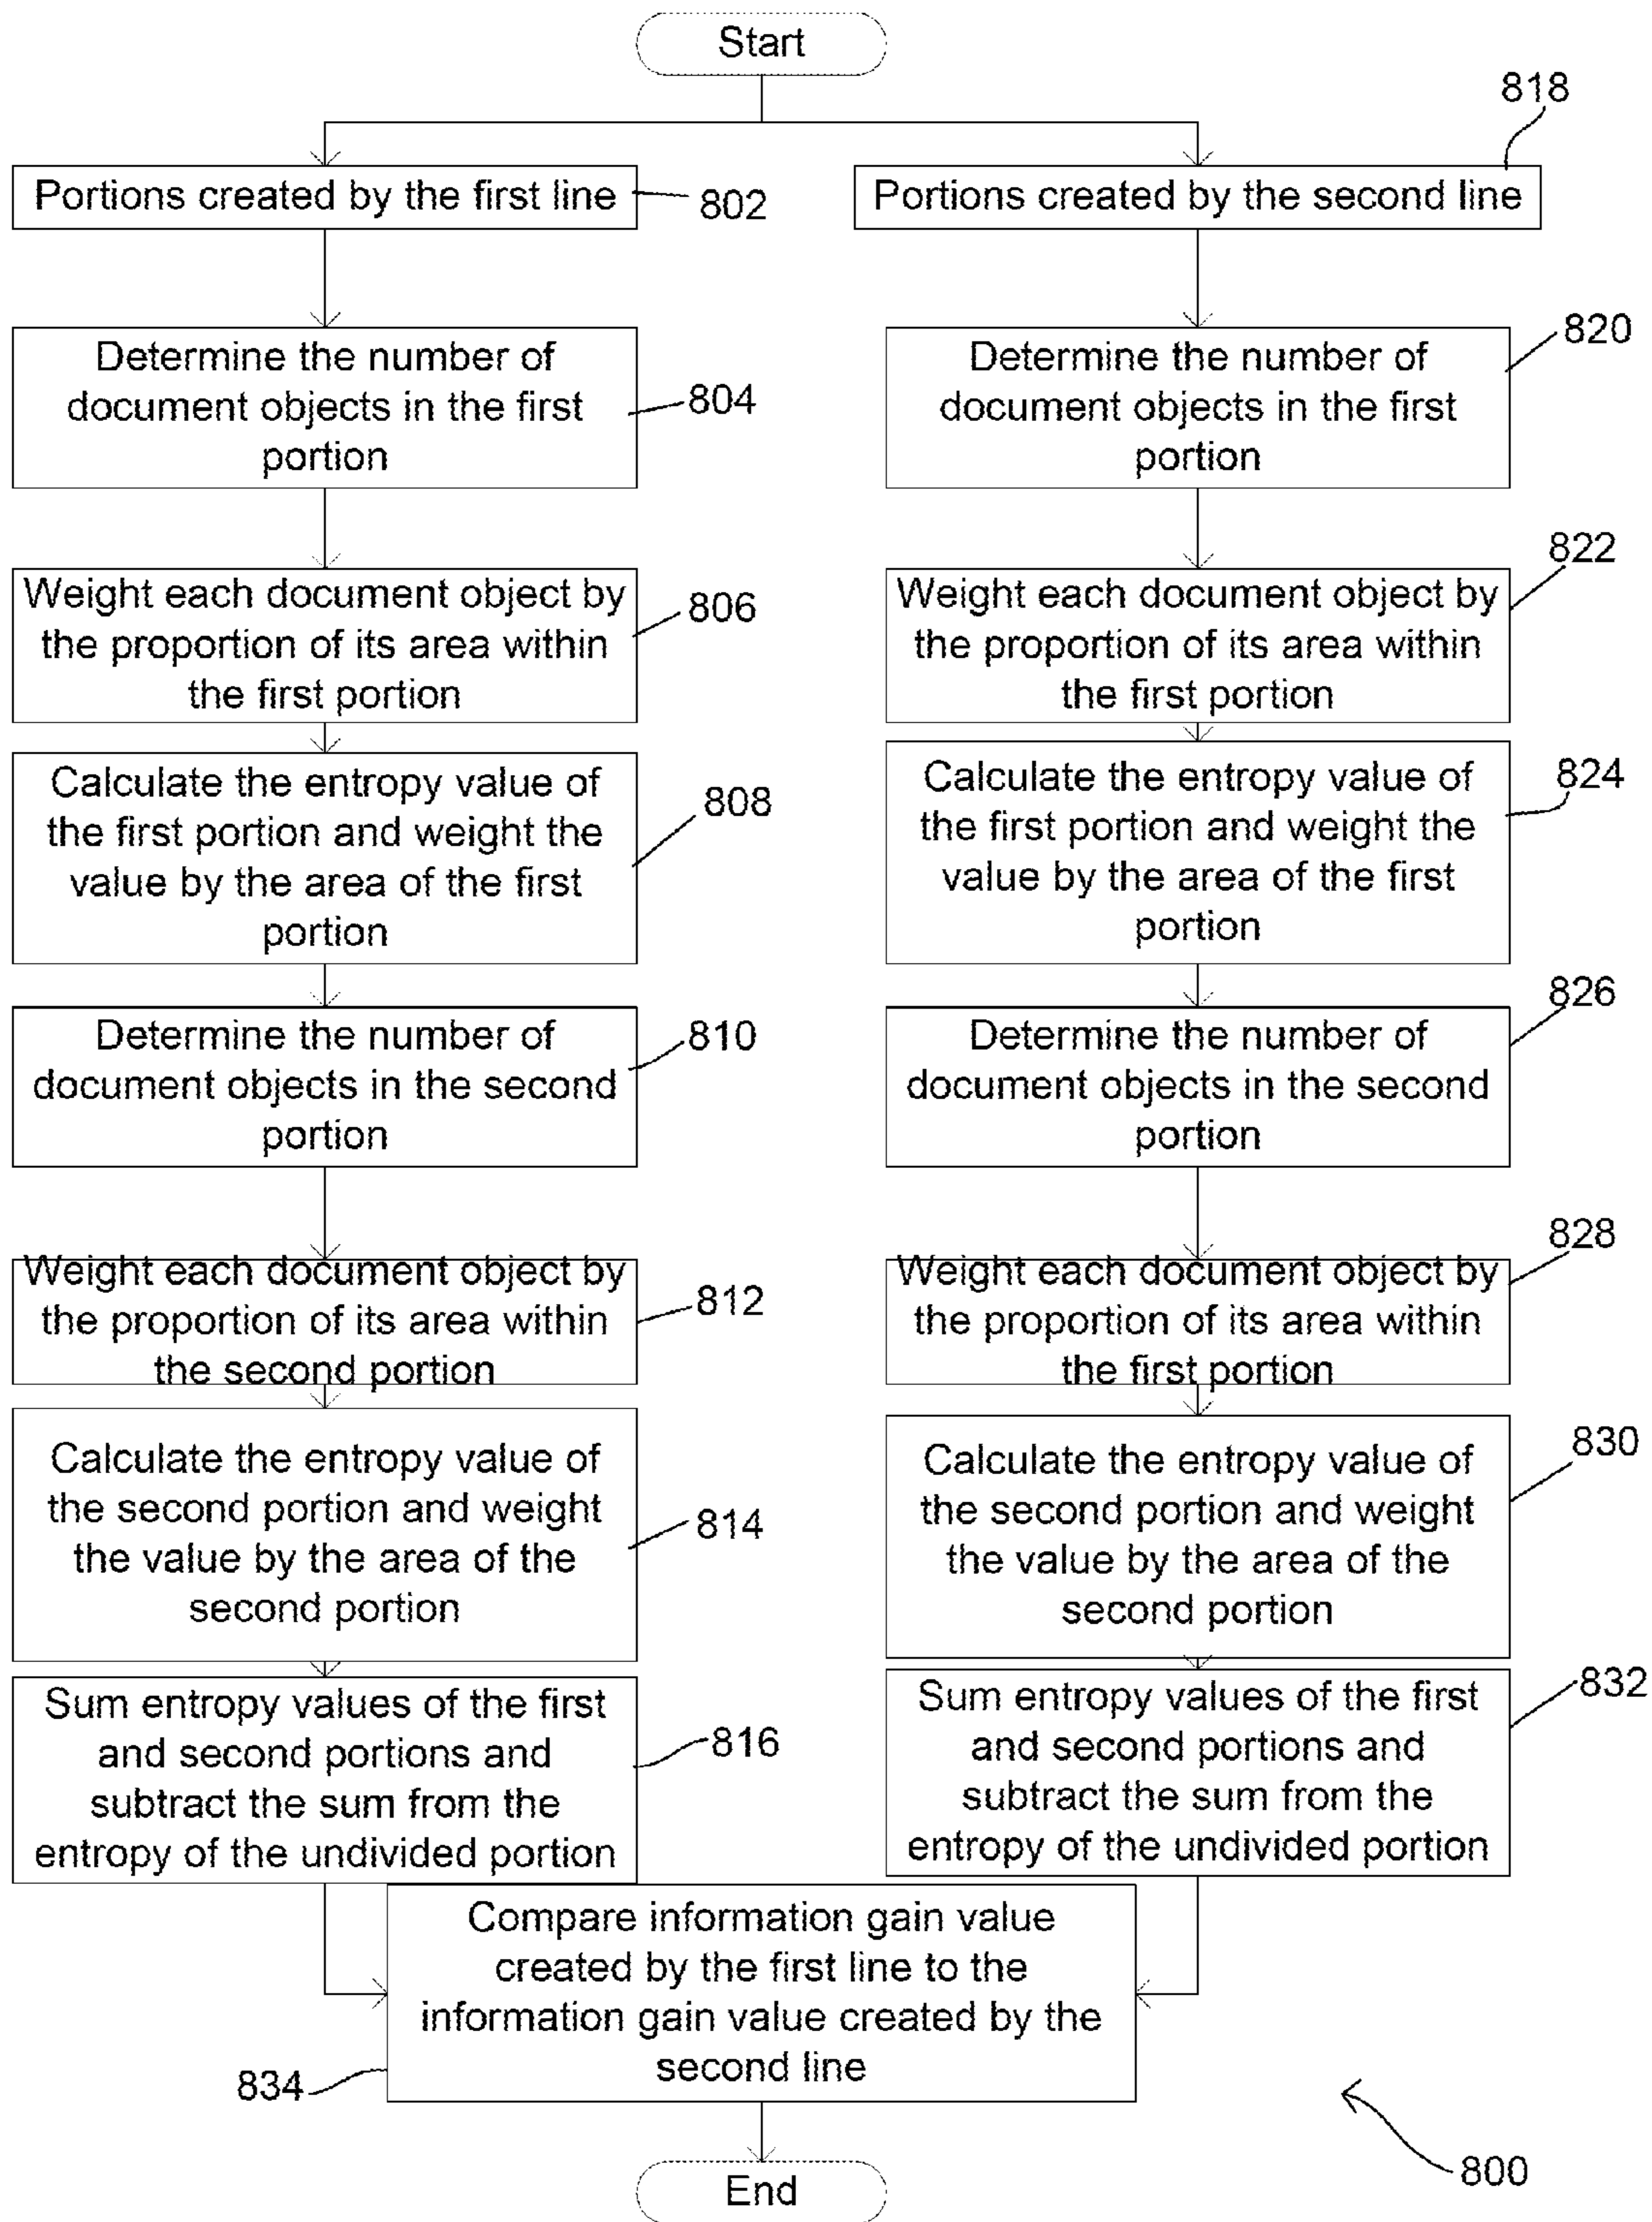 Start
818
Portions created by the first line
802
Portions created by the second line
Determine the number of
document objects in the first
portion
804
Determine the number of
document objects in the first
portion
820
Weight each document object by
the proportion of its area within
the first portion
806
Weight each document object by
the proportion of its area within
the first portion
822
Calculate the entropy value of
the first portion and weight the
value by the area of the first
portion
808
Calculate the entropy value of
the first portion and weight the
value by the area of the first
portion
824
Determine the number of
document objects in the second
portion
810
Determine the number of
document objects in the second
portion
826
Weight each document object by
the proportion of its area within
the second portion
812
Weight each document object by
the proportion of its area within
the first portion
828
Calculate the entropy value of
the second portion and weight
the value by the area of the
second portion
814
Calculate the entropy value of
the second portion and weight
the value by the area of the
second portion
830
Sum entropy values of the first
and second portions and
subtract the sum from the
entropy of the undivided portion
816
Sum entropy values of the first
and second portions and
subtract the sum from the
entropy of the undivided portion
832
Compare information gain value
created by the first line to the
information gain value created by the
second line
834
End
800